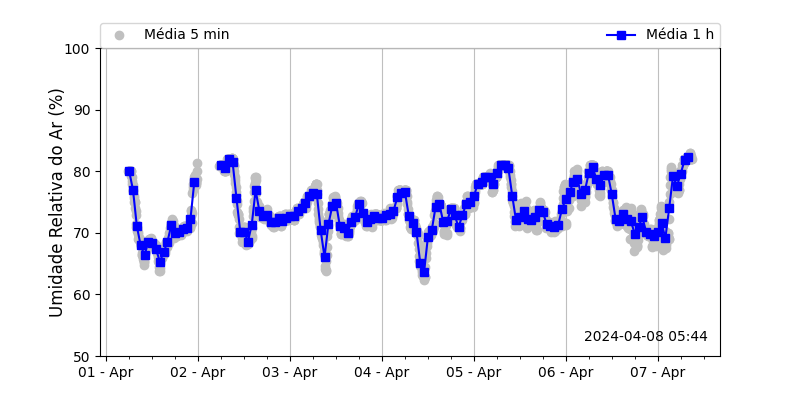 Média 5 min
Média 1 h
100
90
80
70
60
50
Umidade Relativa do Ar (%)
2024-04-08 05:44
01 - Apr
02 - Apr
03 - Apr
04 - Apr
05 - Apr
06 - Apr
07 - Apr